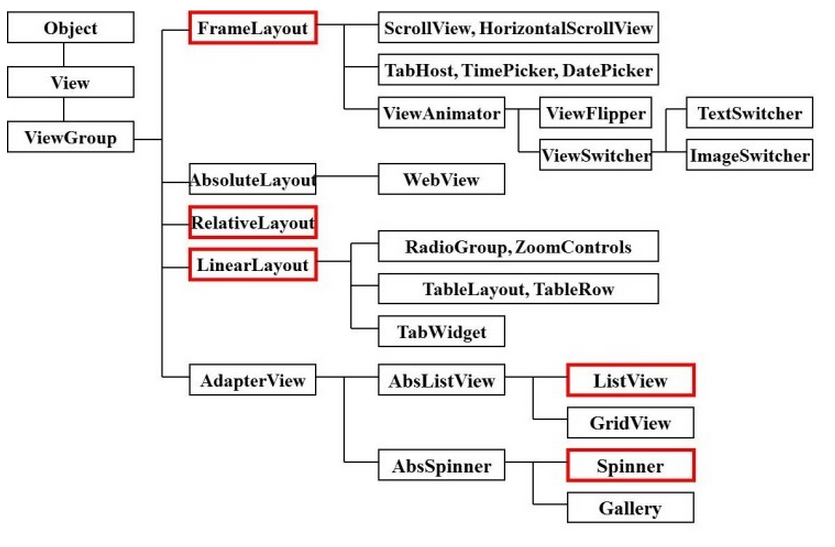 Object
FrameLayout
ScrollView, HorizontalScrollView
View
TabHost, TimePicker, DatePicker
ViewGroup
ViewAnimator
ViewFlipper
TextSwitcher
ViewSwitcher
ImageSwitcher
AbsoluteLayout
WebView
RelativeLayout
LinearLayout
RadioGroup, ZoomControls
TableLayout, TableRow
TabWidget
AdapterView
AbsListView
ListView
GridView
AbsSpinner
Spinner
Gallery